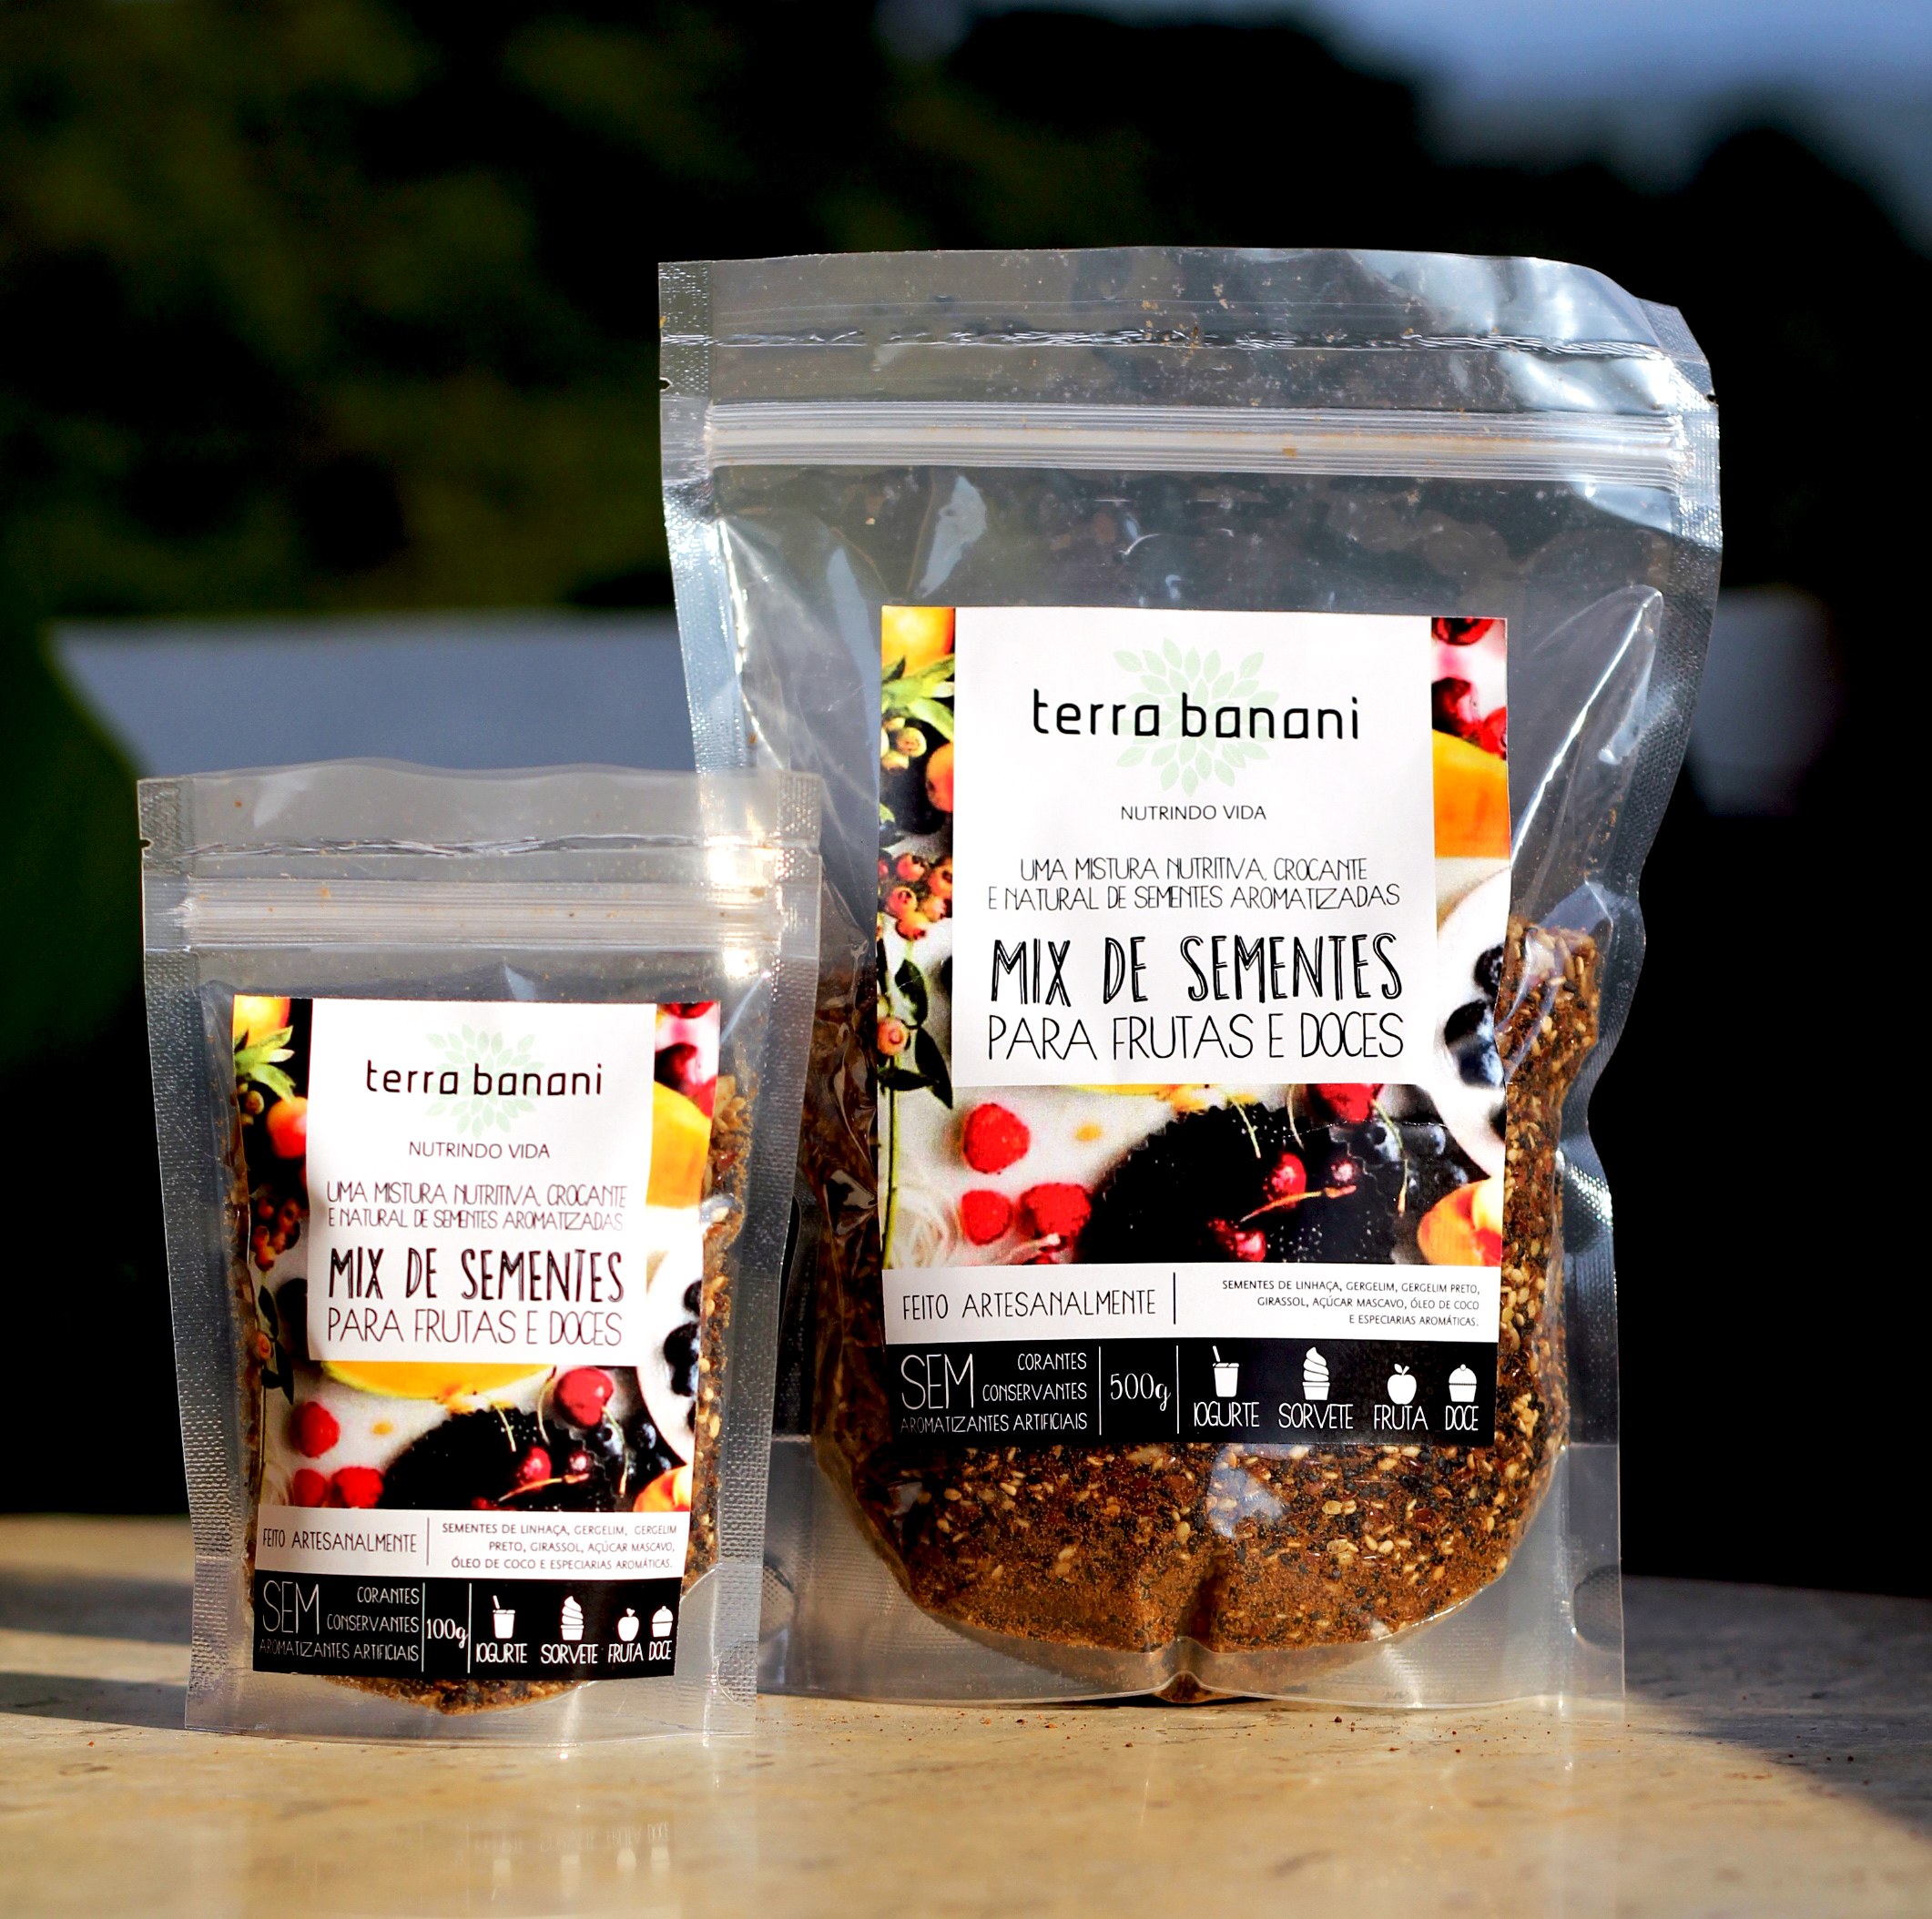 terra banani
NUTRINDO VIDA
UMA MISTURA NUTRITIVA, CROCANTE
E NATURAL DE SEMENTES AROMATIZADAS
MIX DE SEMENTES
PARA FRUTAS E DOCES
FEITO ARTESANALMENTE
SEMENTES DE LINHAÇA, GERGELIM, GERGELIM
PRETO, GIRASSOL, AÇÚCAR MASCAVO,
ÓLEO DE COCO E ESPECIARIAS AROMÁTICAS.
SEM
CORANTES
CONSERVANTES
AROMATIZANTES ARTIFICIAIS
100g
IOGURTE SORVETE FRUTA DOCE
terra banani
NUTRINDO VIDA
UMA MISTURA NUTRITIVA, CROCANTE
E NATURAL DE SEMENTES AROMATIZADAS
MIX DE SEMENTES
PARA FRUTAS E DOCES
FEITO ARTESANALMENTE
SEMENTES DE LINHAÇA, GERGELIM, GERGELIM PRETO,
GIRASSOL, AÇÚCAR MASCAVO, ÓLEO DE COCO
E ESPECIARIAS AROMÁTICAS.
SEM
CORANTES
CONSERVANTES
AROMATIZANTES ARTIFICIAIS
500g
IOGURTE SORVETE FRUTA DOCE